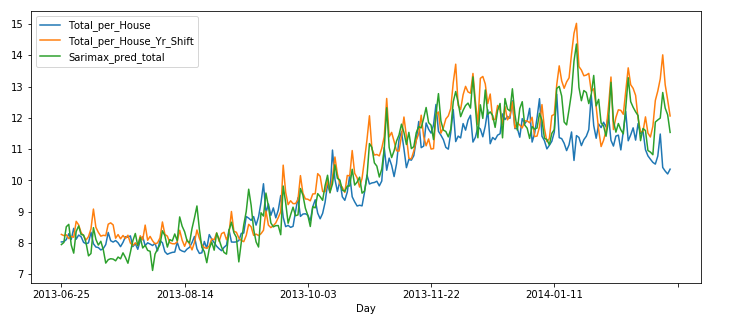 Total_per_House
Total_per_House_Yr_Shift
Sarimax_pred_total
15
14
13
12
11
10
9
8
7
2013-06-25 2013-08-14 2013-10-03 2013-11-22 2014-01-11
Day